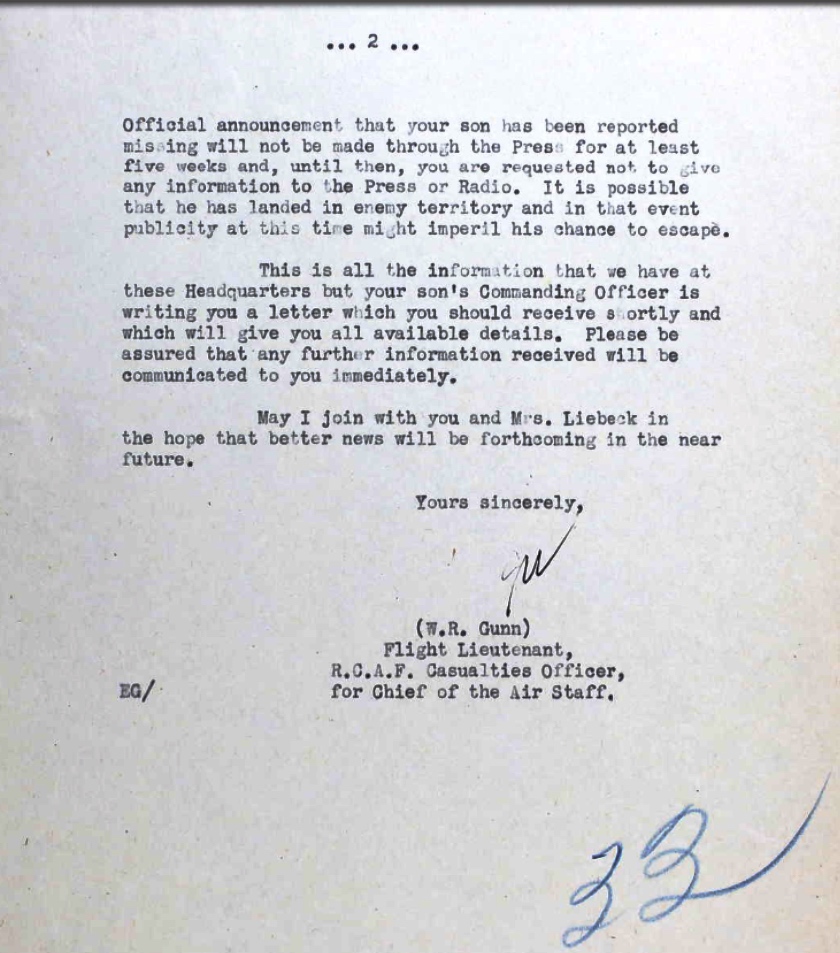 ... 2 ...
Official announcement that your son has been reported
missing will not be made through the Press for at least
five weeks and, until then, you are requested not to give
any information to the Press or Radio. It is possible
that he has landed in enemy territory and in that event
publicity at this time might imperil his chance to escape.
This is all the information that we have at
these Headquarters but your son's Commanding Officer is
writing you a letter which you should receive shortly and
which will give you all available details. Please be
assured that any further information received will be
communicated to you immediately.
May I join with you and Mrs. Liebeck in
the hope that better news will be forthcoming in the near
future.
Yours sincerely,
(W.R. Gunn)
Flight Lieutenant,
R.C.A.F. Casualties Officer,
EG/ for Chief of the Air Staff.
33